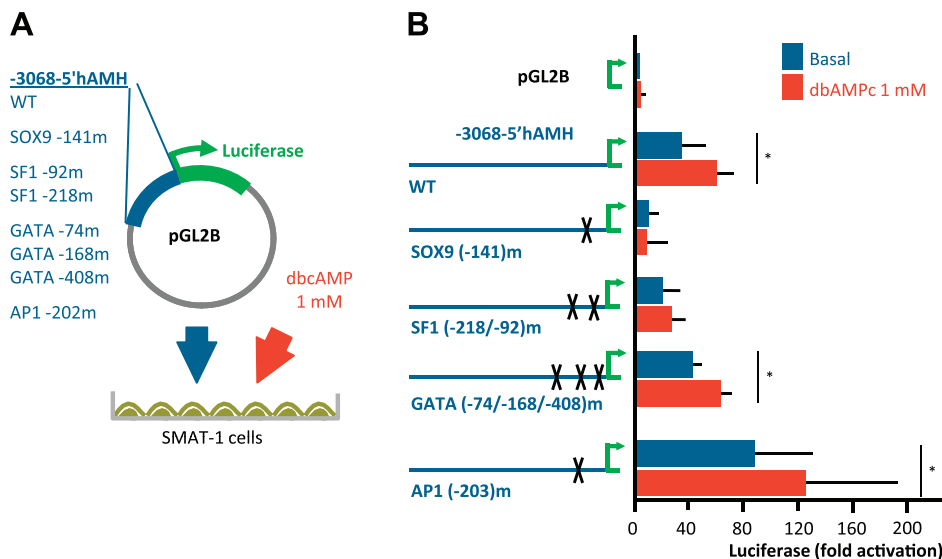 A
-3068-5'hAMH
WT
SOX9 -141m
SF1 -92m
SF1 -218m
GATA -74m
GATA -168m
GATA -408m
AP1 -202m
Luciferase
pGL2B
dbcAMP
1 mM
SMAT-1 cells
B
Basal
dbAMPc 1 mM
pGL2B
-3068-5’hAMH
WT
*
SOX9 (-141)m
SF1 (-218/-92)m
GATA (-74/-168/-408)m
*
AP1 (-203)m
*
0 40 80 120 160 200
Luciferase (fold activation)